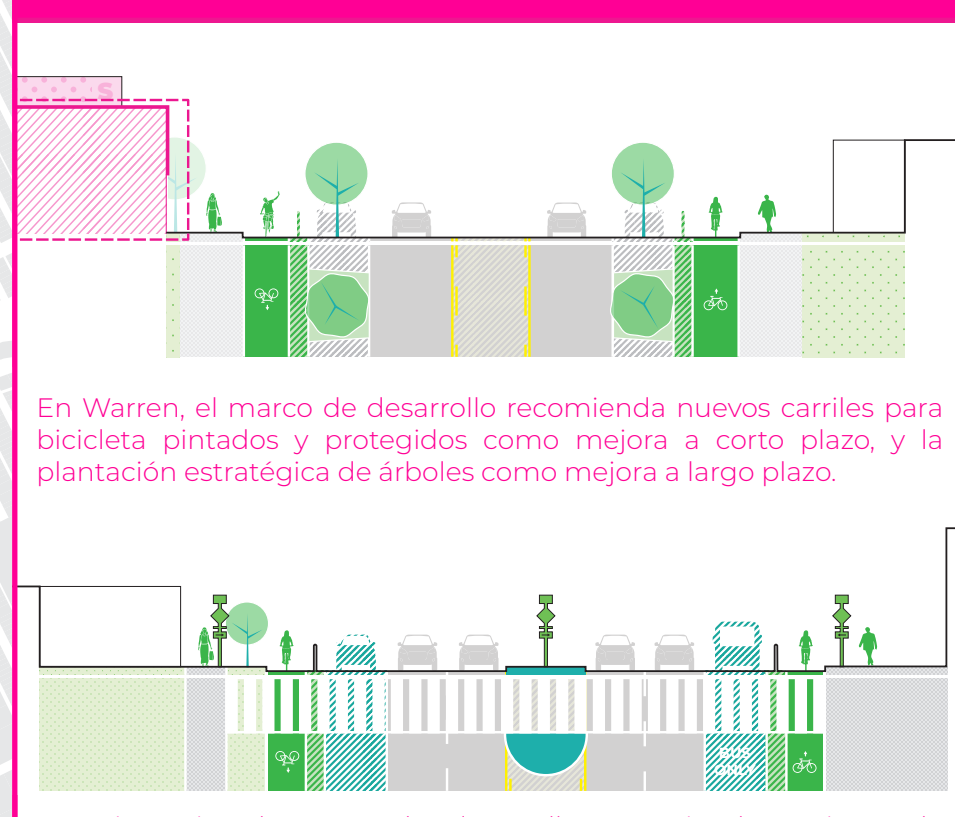 S
En Warren, el marco de desarrollo recomienda nuevos carriles para
bicicleta pintados y protegidos como mejora a corto plazo, y la
plantación estratégica de árboles como mejora a largo plazo.
BUS
ONLY